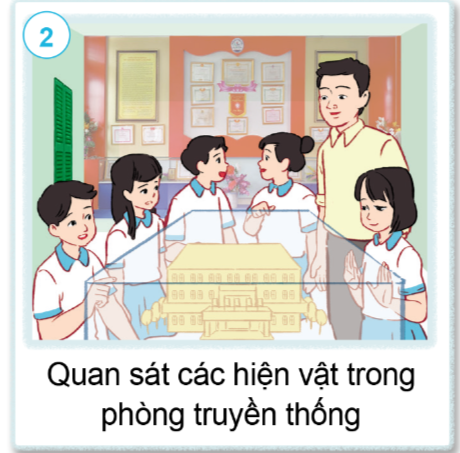 2
Quan sát các hiện vật trong
phòng truyền thống